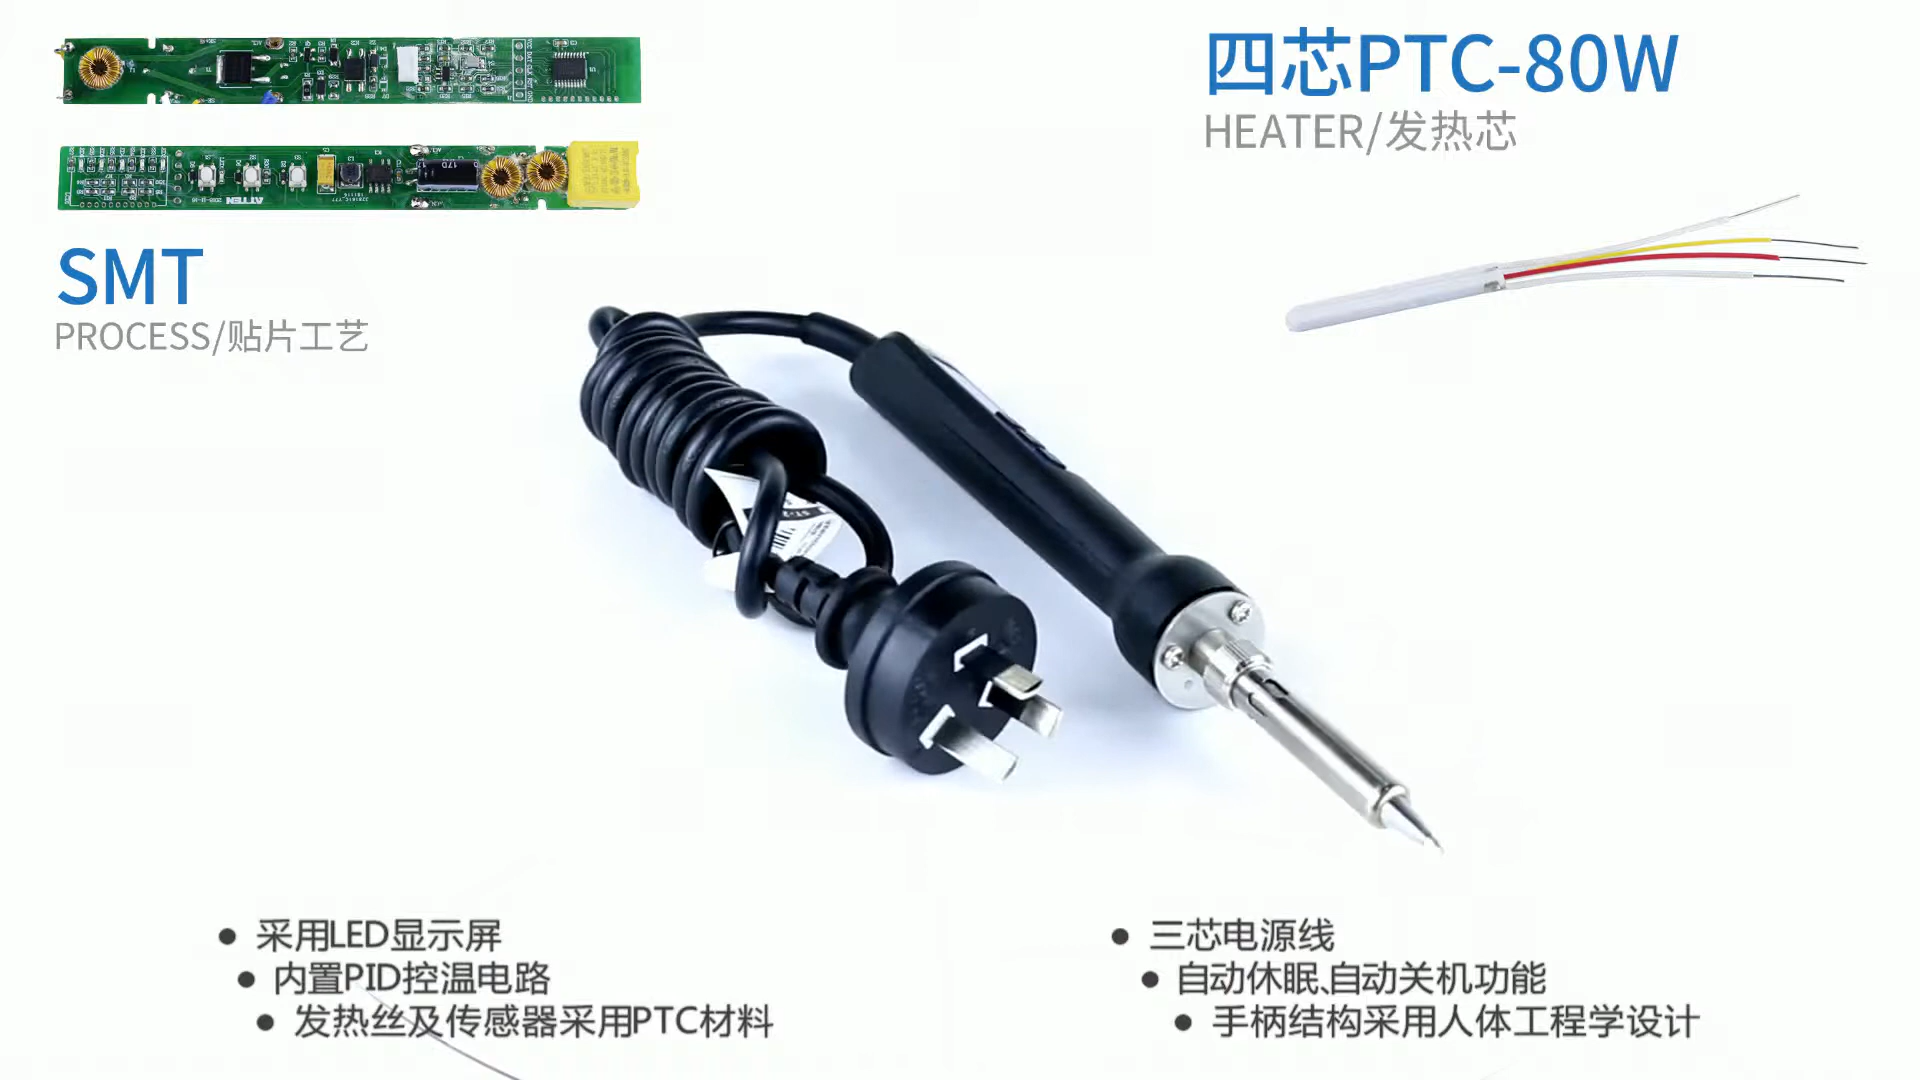 四芯PTC-80W
HEATER/发热芯
SMT
PROCESS/贴片工艺
ATTEN
采用LED显示屏
内置PID控温电路
发热丝及传感器采用PTC材料
三芯电源线
自动休眠、自动关机功能
手柄结构采用人体工程学设计